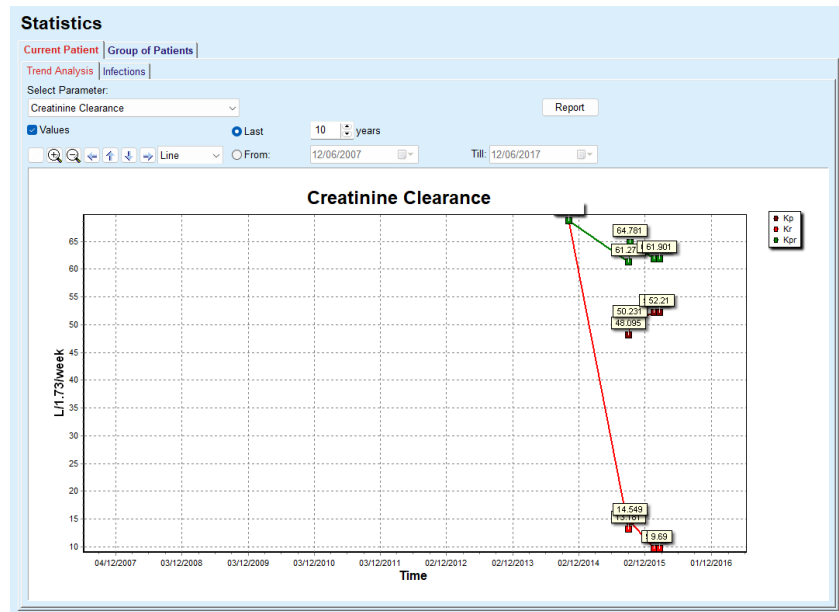 Statistics
Current Patient Group of Patients
Trend Analysis Infections
Select Parameter:
Creatinine Clearance Report
Values Last 10 years
Line From: 12/06/2007 Till: 12/06/2017
Creatinine Clearance
Kp
Kr
Kpr
65
60
55
50
45
40
35
30
25
20
15
10
L/1.73/week
64.781
61.27 61.901
50.231 52.21
48.095
14.549
13.181
9.69
04/12/2007 03/12/2008 03/12/2009 03/12/2010 03/12/2011 02/12/2012 02/12/2013 02/12/2014 02/12/2015 01/12/2016
Time